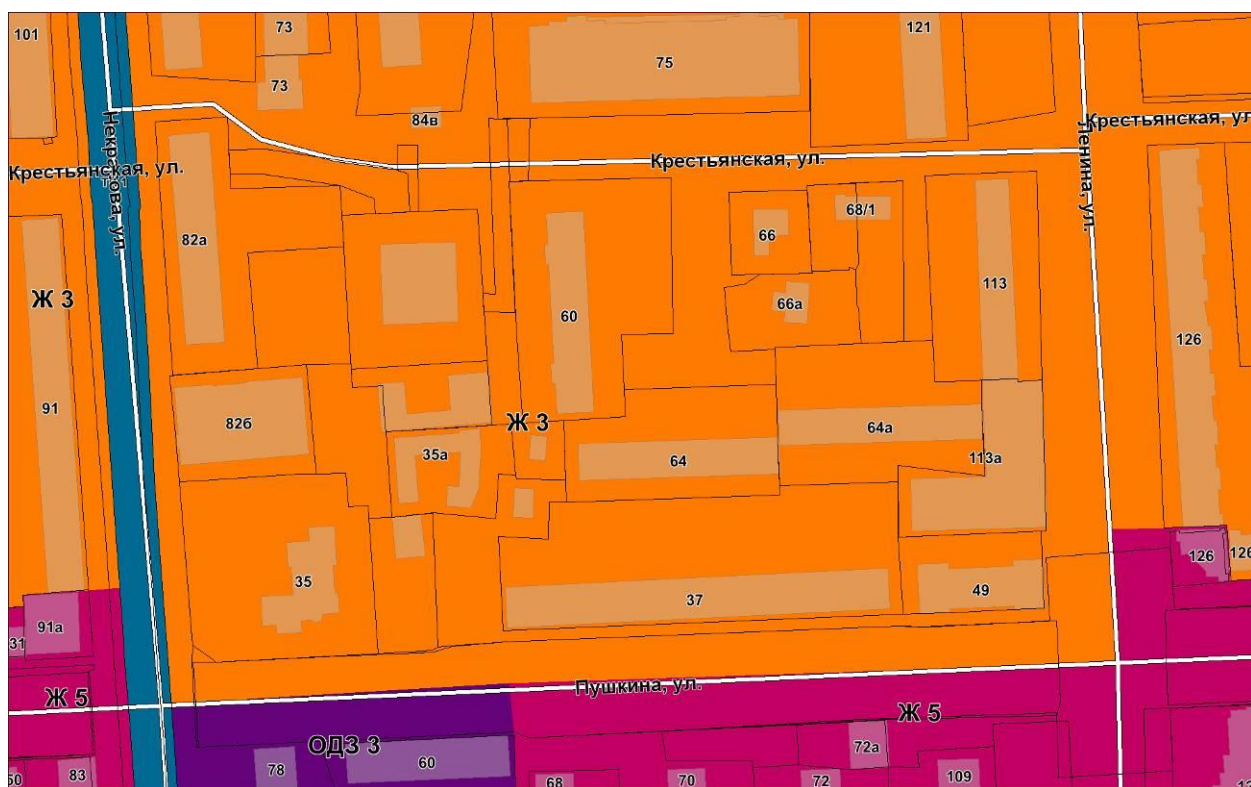 101
73
121
75
73
84в
Крестьянская, ул.
Некрасова, ул.
Крестьянская, ул.
Крестьянская, ул.
Ленина, ул.
68/1
66
82а
113
Ж 3
66а
60
126
91
82б
Ж 3
64а
35а
64
113а
126
126
35
49
37
91а
31
Пушкина, ул.
Ж 5
Ж 5
ОДЗ 3
72а
60
78
83
50
68
70
72
109